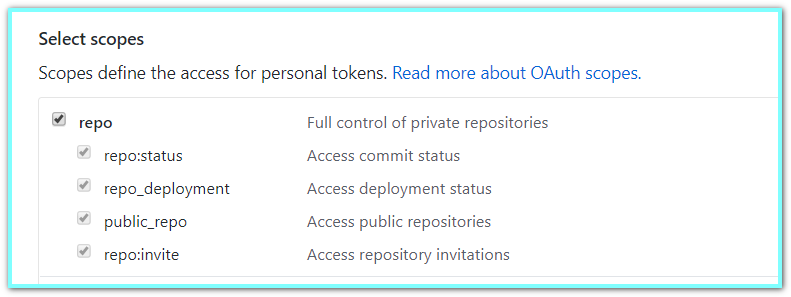 Select scopes
Scopes define the access for personal tokens. Read more about OAuth scopes.
repo Full control of private repositories
repo:status Access commit status
repo_deployment Access deployment status
public_repo Access public repositories
repo:invite Access repository invitations